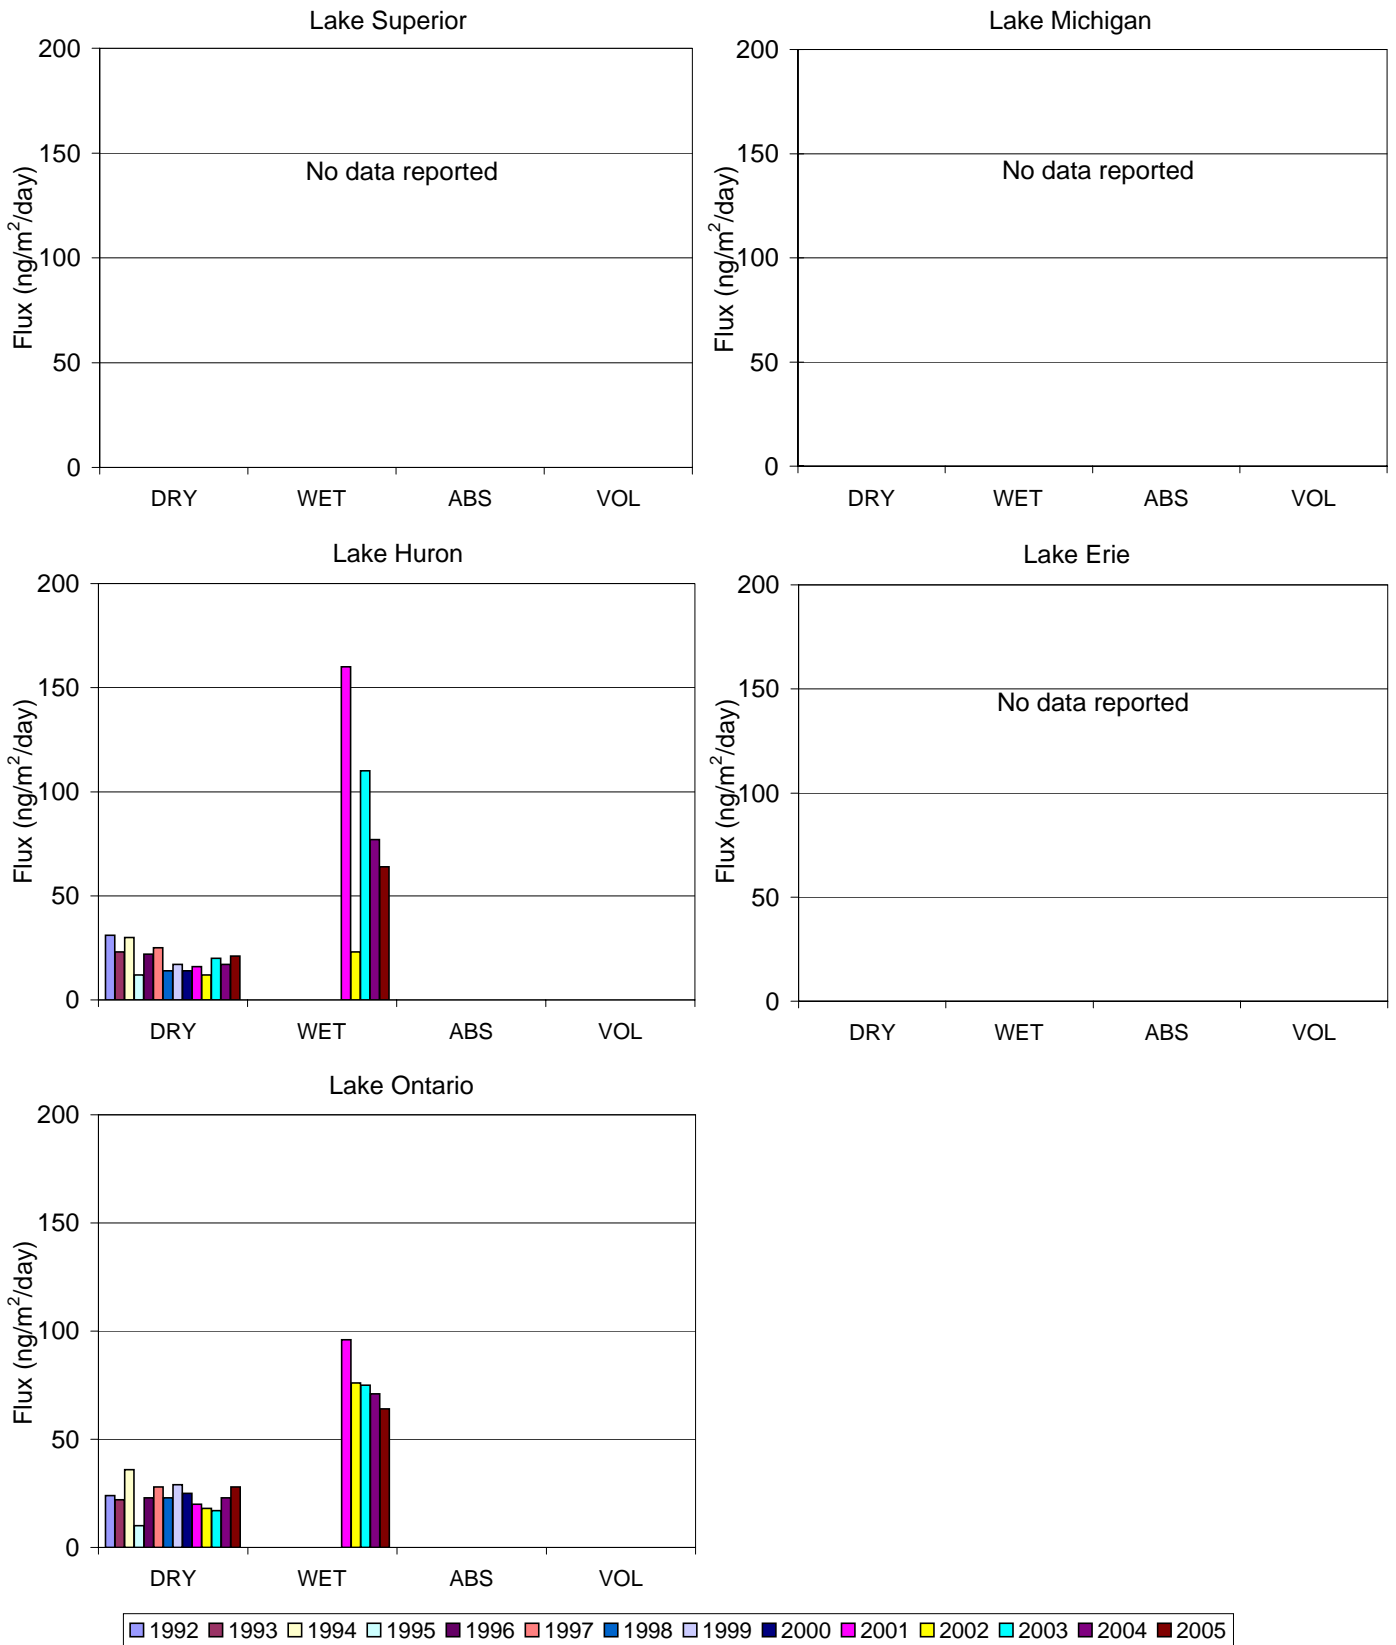 Lake Superior
200
150
100
50
0
Flux (ng/m²/day)
No data reported
DRY WET ABS VOL
Lake Michigan
200
150
100
50
0
Flux (ng/m²/day)
No data reported
DRY WET ABS VOL
Lake Huron
200
150
100
50
0
Flux (ng/m²/day)
DRY WET ABS VOL
Lake Erie
200
150
100
50
0
Flux (ng/m²/day)
No data reported
DRY WET ABS VOL
Lake Ontario
200
150
100
50
0
Flux (ng/m²/day)
DRY WET ABS VOL
1992 1993 1994 1995 1996 1997 1998 1999 2000 2001 2002 2003 2004 2005